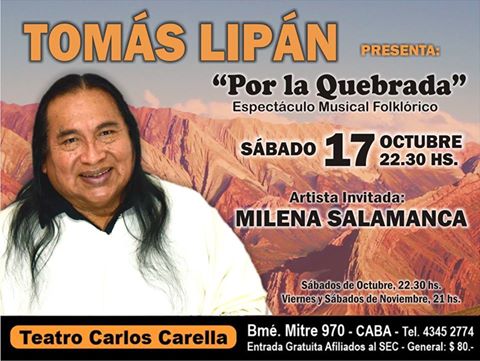 TOMÁS LIPÁN PRESENTA:
“Por la Quebrada”
Espectáculo Musical Folklórico
SÁBADO 17 OCTUBRE
22.30 HS.
Artista Invitada:
MILENA SALAMANCA
Sábados de Octubre, 22.30 hs.
Viernes y Sábados de Noviembre, 21 hs.
Teatro Carlos Carella
Bmé. Mitre 970 - CABA - Tel. 4345 2774
Entrada Gratuita Afiliados al SEC - General: $ 80.-